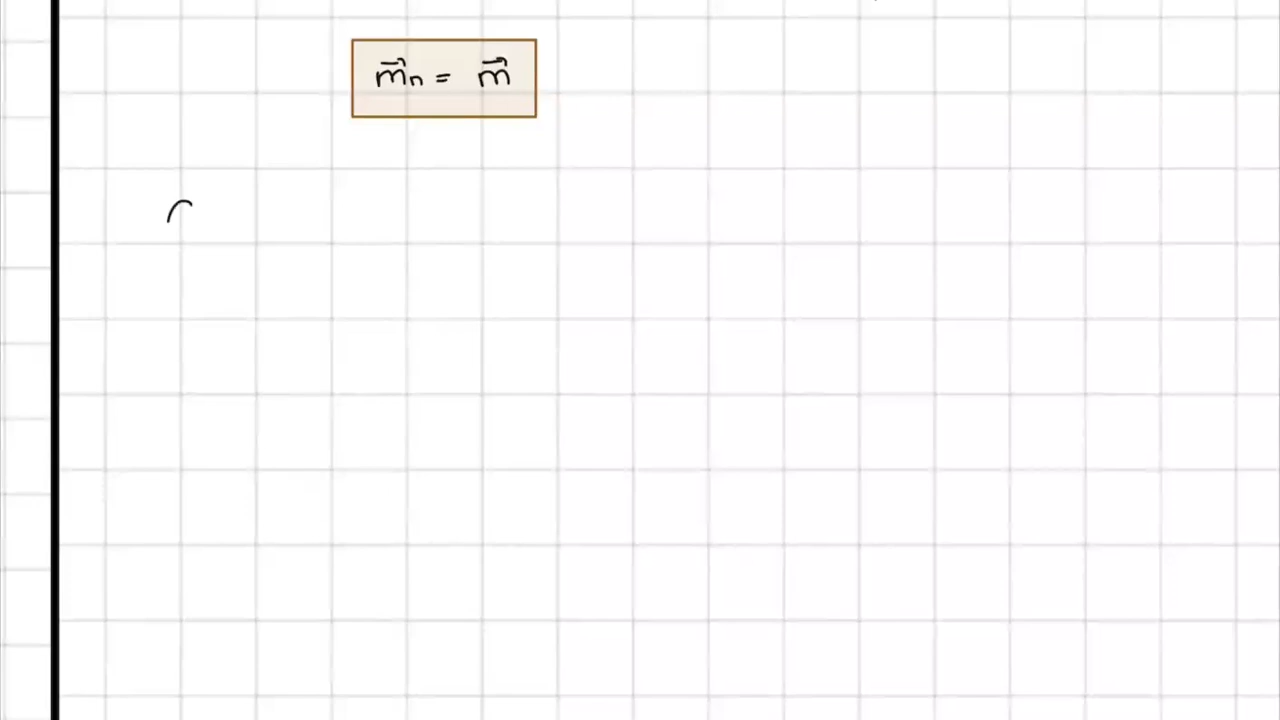 m⃗ₙ = m⃗